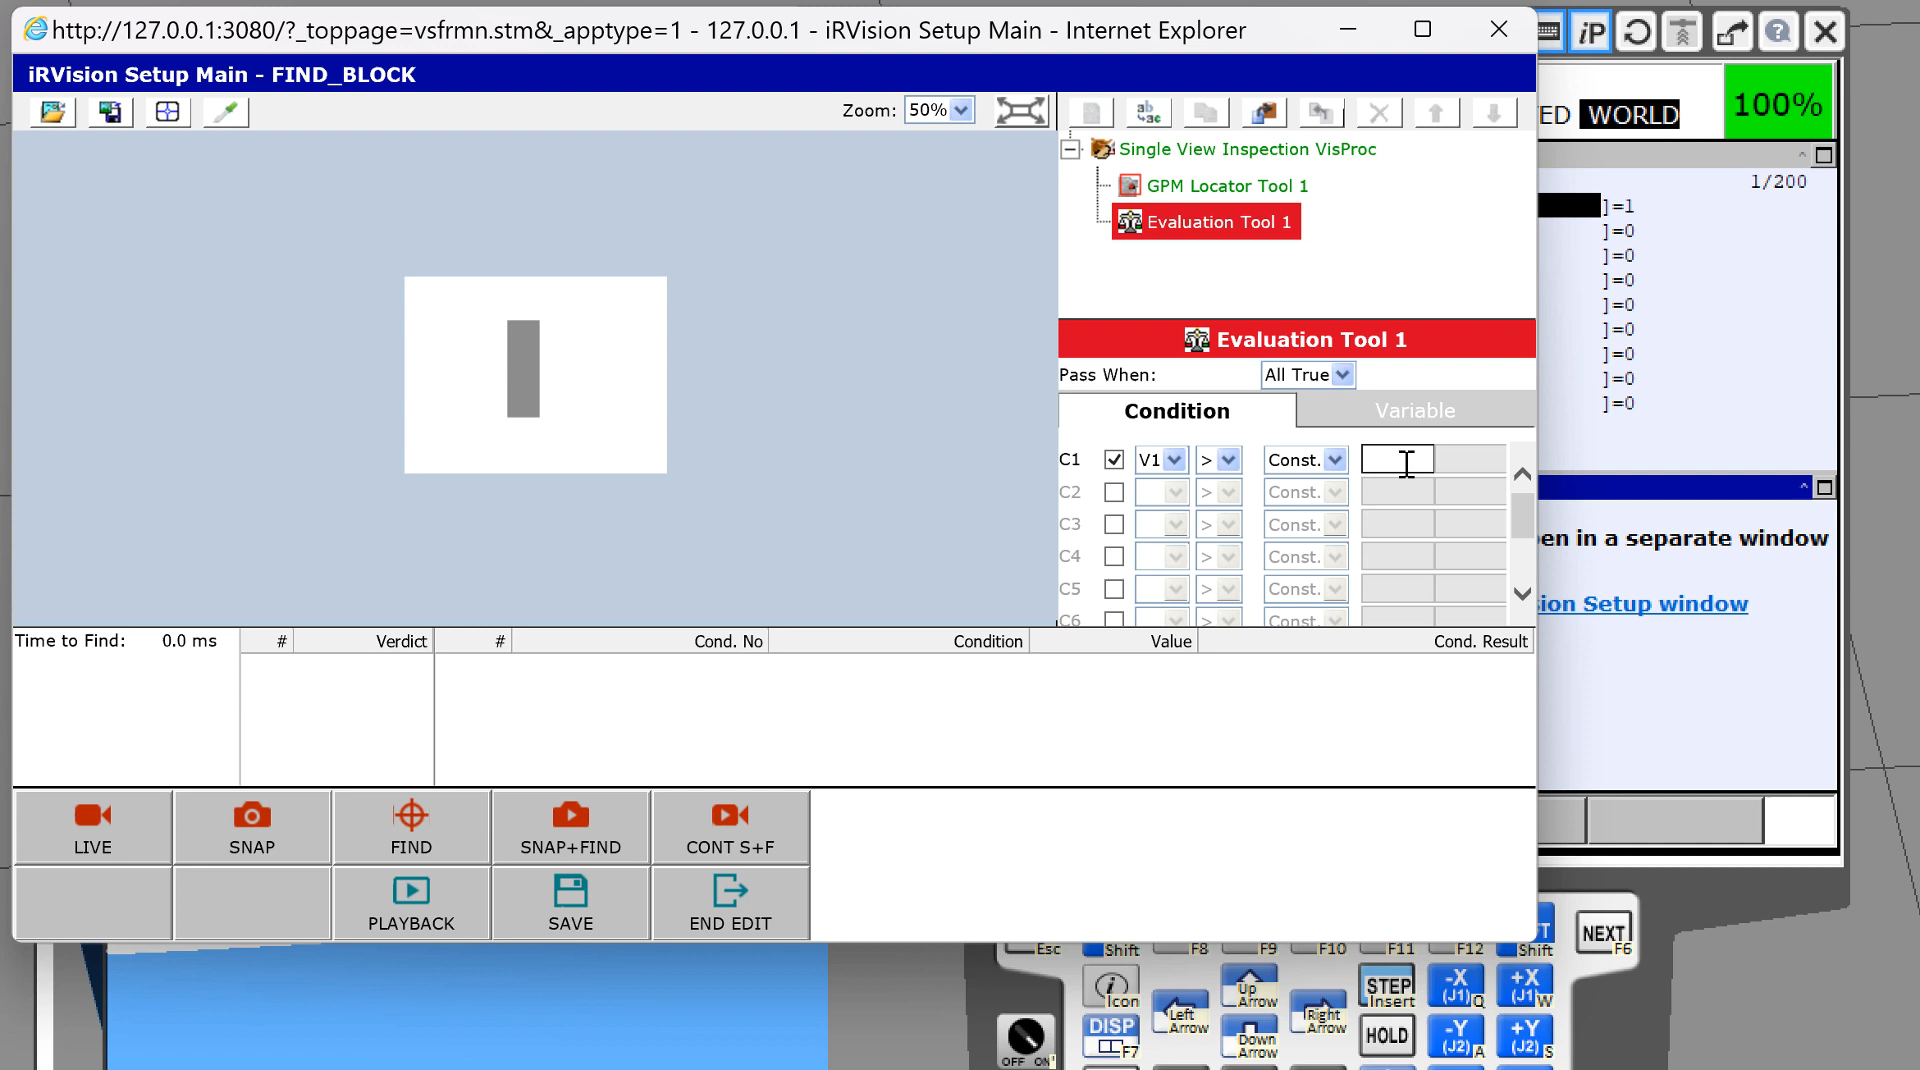 http://127.0.0.1:3080/?_toppage=vsfrmn.stm&_apptype=1 - 127.0.0.1 - iRVision Setup Main - Internet Explorer
iRVision Setup Main - FIND_BLOCK
Zoom: 50%
Single View Inspection VisProc
GPM Locator Tool 1
Evaluation Tool 1
Evaluation Tool 1
Pass When: All True
Condition Variable
C1 V1 > Const.
C2 > Const.
C3 > Const.
C4 > Const.
C5 > Const.
C6 > Const.
Time to Find: 0.0 ms # Verdict # Cond. No Condition Value Cond. Result
LIVE SNAP FIND SNAP+FIND CONT S+F
PLAYBACK SAVE END EDIT
iP
ED WORLD 100%
1/200
]=1
]=0
]=0
]=0
]=0
]=0
]=0
]=0
]=0
en in a separate window
ion Setup window
Esc Shift F8 F9 F10 F11 F12 Shift
NEXT F6
Icon Up Arrow STEP Insert -X (J1) Q +X (J1) W
Left Arrow Right Arrow
DISP F7 Down Arrow HOLD -Y (J2) A +Y (J2) S
OFF ON